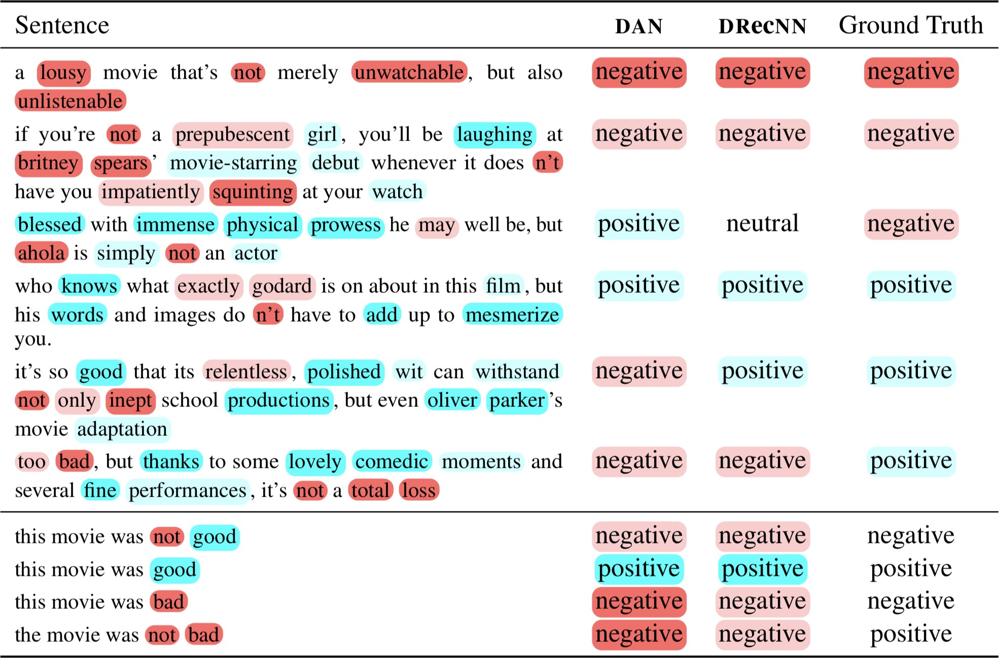 Sentence DAN DRecNN Ground Truth
a lousy movie that's not merely unwatchable, but also negative negative negative
unlistenable
if you're not a prepubescent girl, you'll be laughing at negative negative negative
britney spears' movie-starring debut whenever it does n't
have you impatiently squinting at your watch
blessed with immense physical prowess he may well be, but positive neutral negative
ahola is simply not an actor
who knows what exactly godard is on about in this film, but positive positive positive
his words and images do n't have to add up to mesmerize
you.
it's so good that its relentless, polished wit can withstand negative positive positive
not only inept school productions, but even oliver parker's
movie adaptation
too bad, but thanks to some lovely comedic moments and negative negative positive
several fine performances, it's not a total loss
this movie was not good negative negative negative
this movie was good positive positive positive
this movie was bad negative negative negative
the movie was not bad negative negative positive